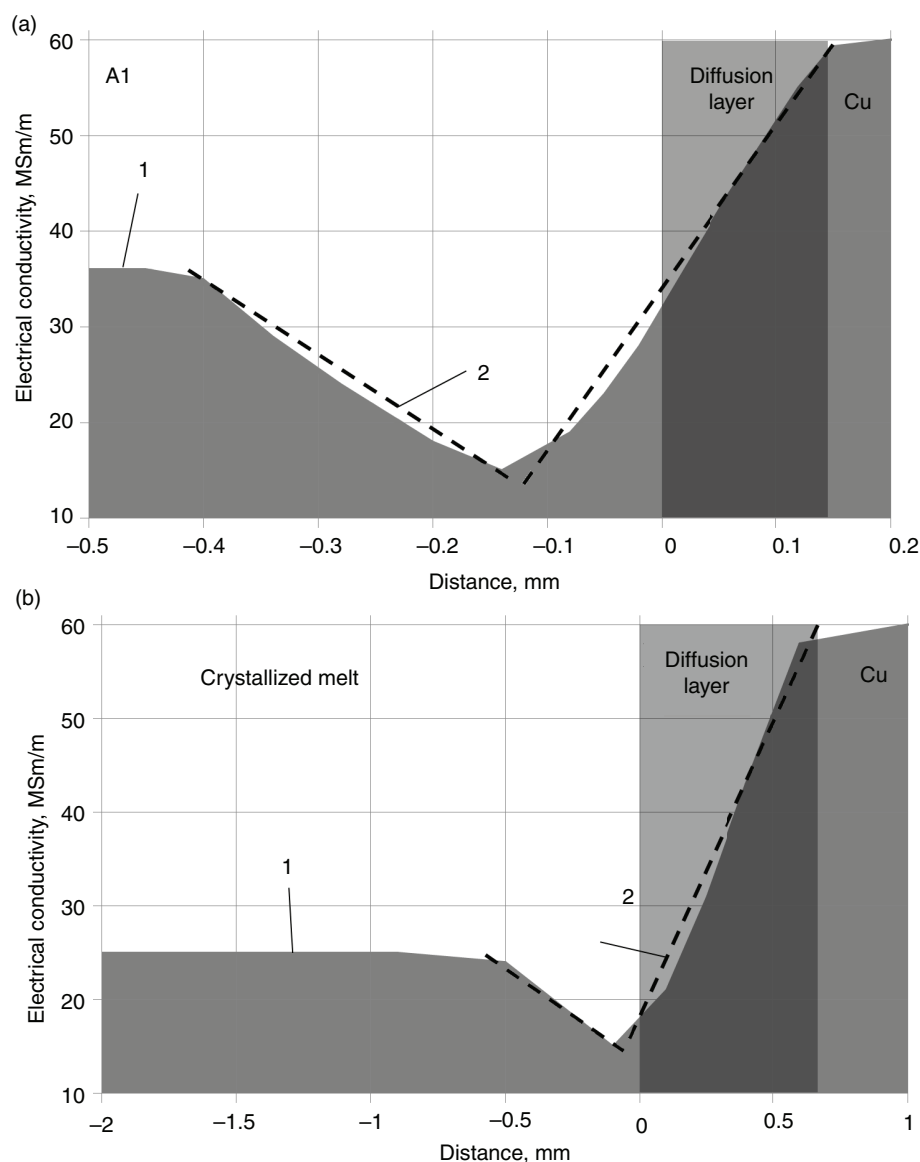 (a)
60
50
40
30
20
10
Electrical conductivity, MSm/m
A1
1
2
Diffusion
layer
Cu
–0.5
–0.4
–0.3
–0.2
–0.1
0
0.1
0.2
Distance, mm
(b)
60
50
40
30
20
10
Electrical conductivity, MSm/m
Crystallized melt
1
2
Diffusion
layer
Cu
–2
–1.5
–1
–0.5
0
0.5
1
Distance, mm